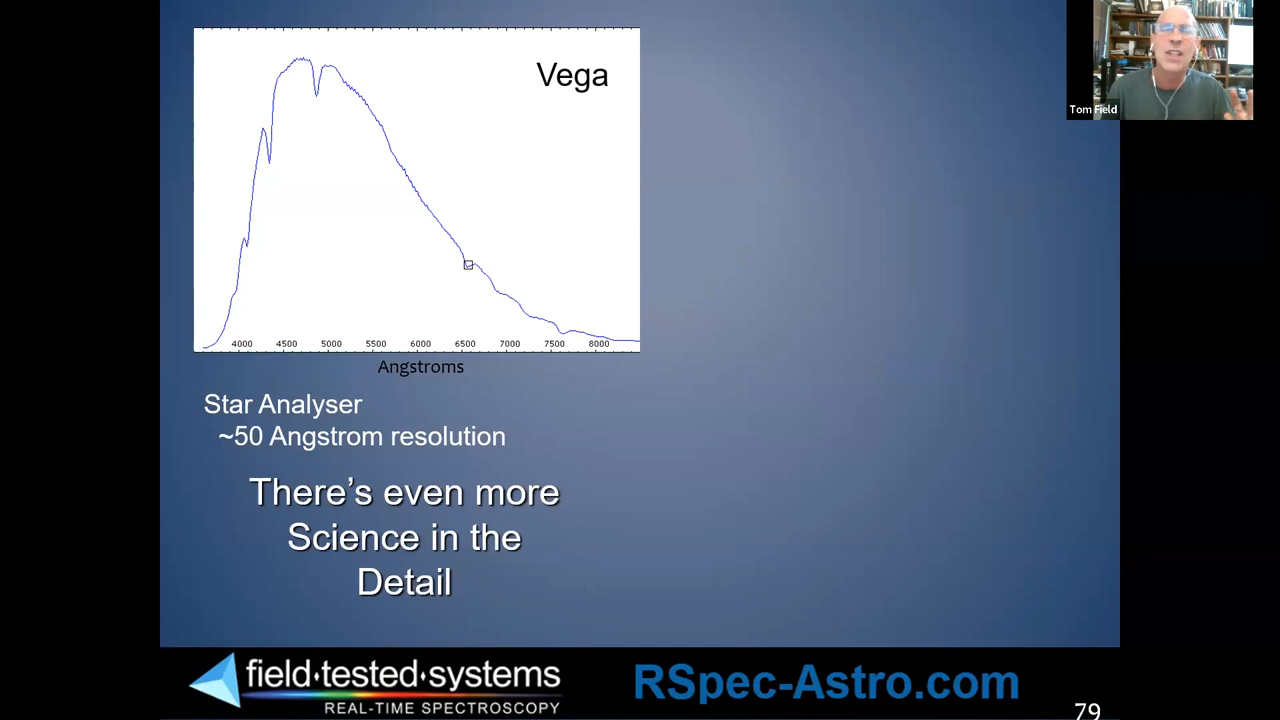 Vega
Tom Field
4000 4500 5000 5500 6000 6500 7000 7500 8000
Angstroms
Star Analyser
~50 Angstrom resolution
There’s even more
Science in the
Detail
field·tested·systems
REAL-TIME SPECTROSCOPY
RSpec-Astro.com
79